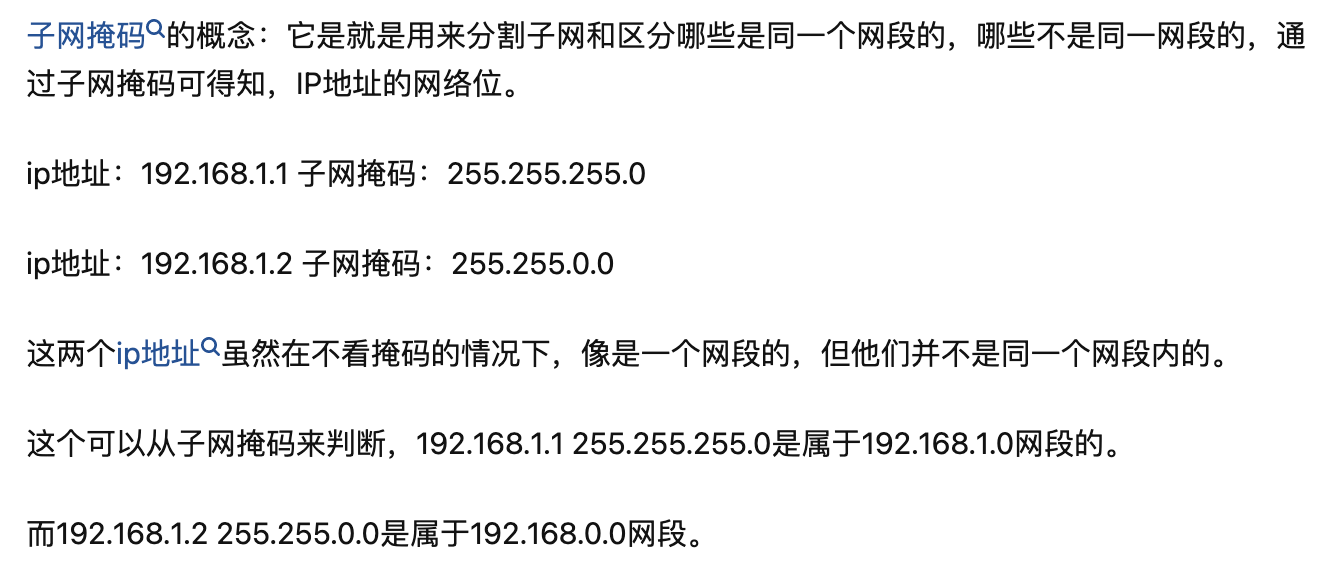 子网掩码的概念：它是就是用来分割子网和区分哪些是同一个网段的，哪些不是同一网段的，通
过子网掩码可得知，IP地址的网络位。
ip地址：192.168.1.1 子网掩码：255.255.255.0
ip地址：192.168.1.2 子网掩码：255.255.0.0
这两个ip地址虽然在不看掩码的情况下，像是一个网段的，但他们并不是同一个网段内的。
这个可以从子网掩码来判断，192.168.1.1 255.255.255.0是属于192.168.1.0网段的。
而192.168.1.2 255.255.0.0是属于192.168.0.0网段。